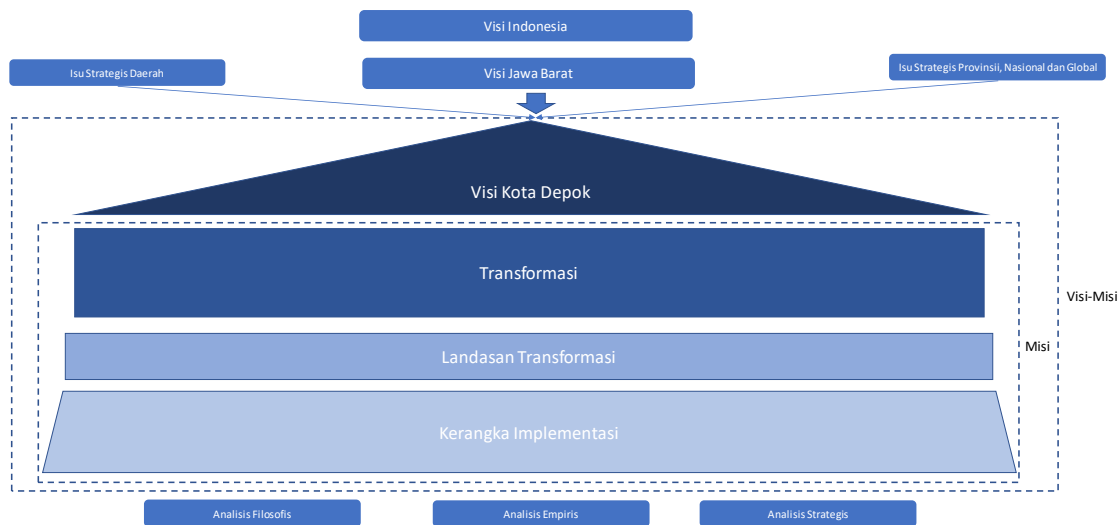 Visi Indonesia
Isu Strategis Daerah
Visi Jawa Barat
Isu Strategis Provinsii, Nasional dan Global
Visi Kota Depok
Transformasi
Visi-Misi
Landasan Transformasi
Misi
Kerangka Implementasi
Analisis Filosofis
Analisis Empiris
Analisis Strategis